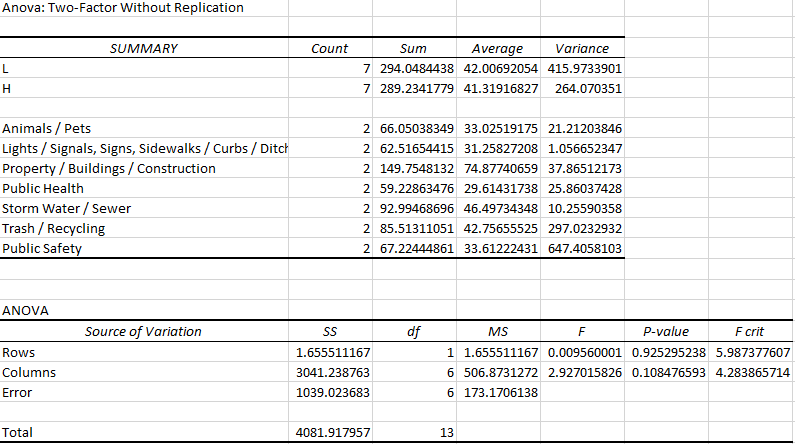 Anova: Two-Factor Without Replication
SUMMARY Count Sum Average Variance
L 7 294.0484438 42.00692054 415.9733901
H 7 289.2341779 41.31916827 264.070351
Animals / Pets 2 66.05038349 33.02519175 21.21203846
Lights / Signals, Signs, Sidewalks / Curbs / Ditch 2 62.51654415 31.25827208 1.056652347
Property / Buildings / Construction 2 149.7548132 74.87740659 37.86512173
Public Health 2 59.22863476 29.61431738 25.86037428
Storm Water / Sewer 2 92.99468696 46.49734348 10.25590358
Trash / Recycling 2 85.51311051 42.75655525 297.0232932
Public Safety 2 67.22444861 33.61222431 647.4058103
ANOVA
Source of Variation SS df MS F P-value F crit
Rows 1.655511167 1 1.655511167 0.009560001 0.925295238 5.987377607
Columns 3041.238763 6 506.8731272 2.927015826 0.108476593 4.283865714
Error 1039.023683 6 173.1706138
Total 4081.917957 13